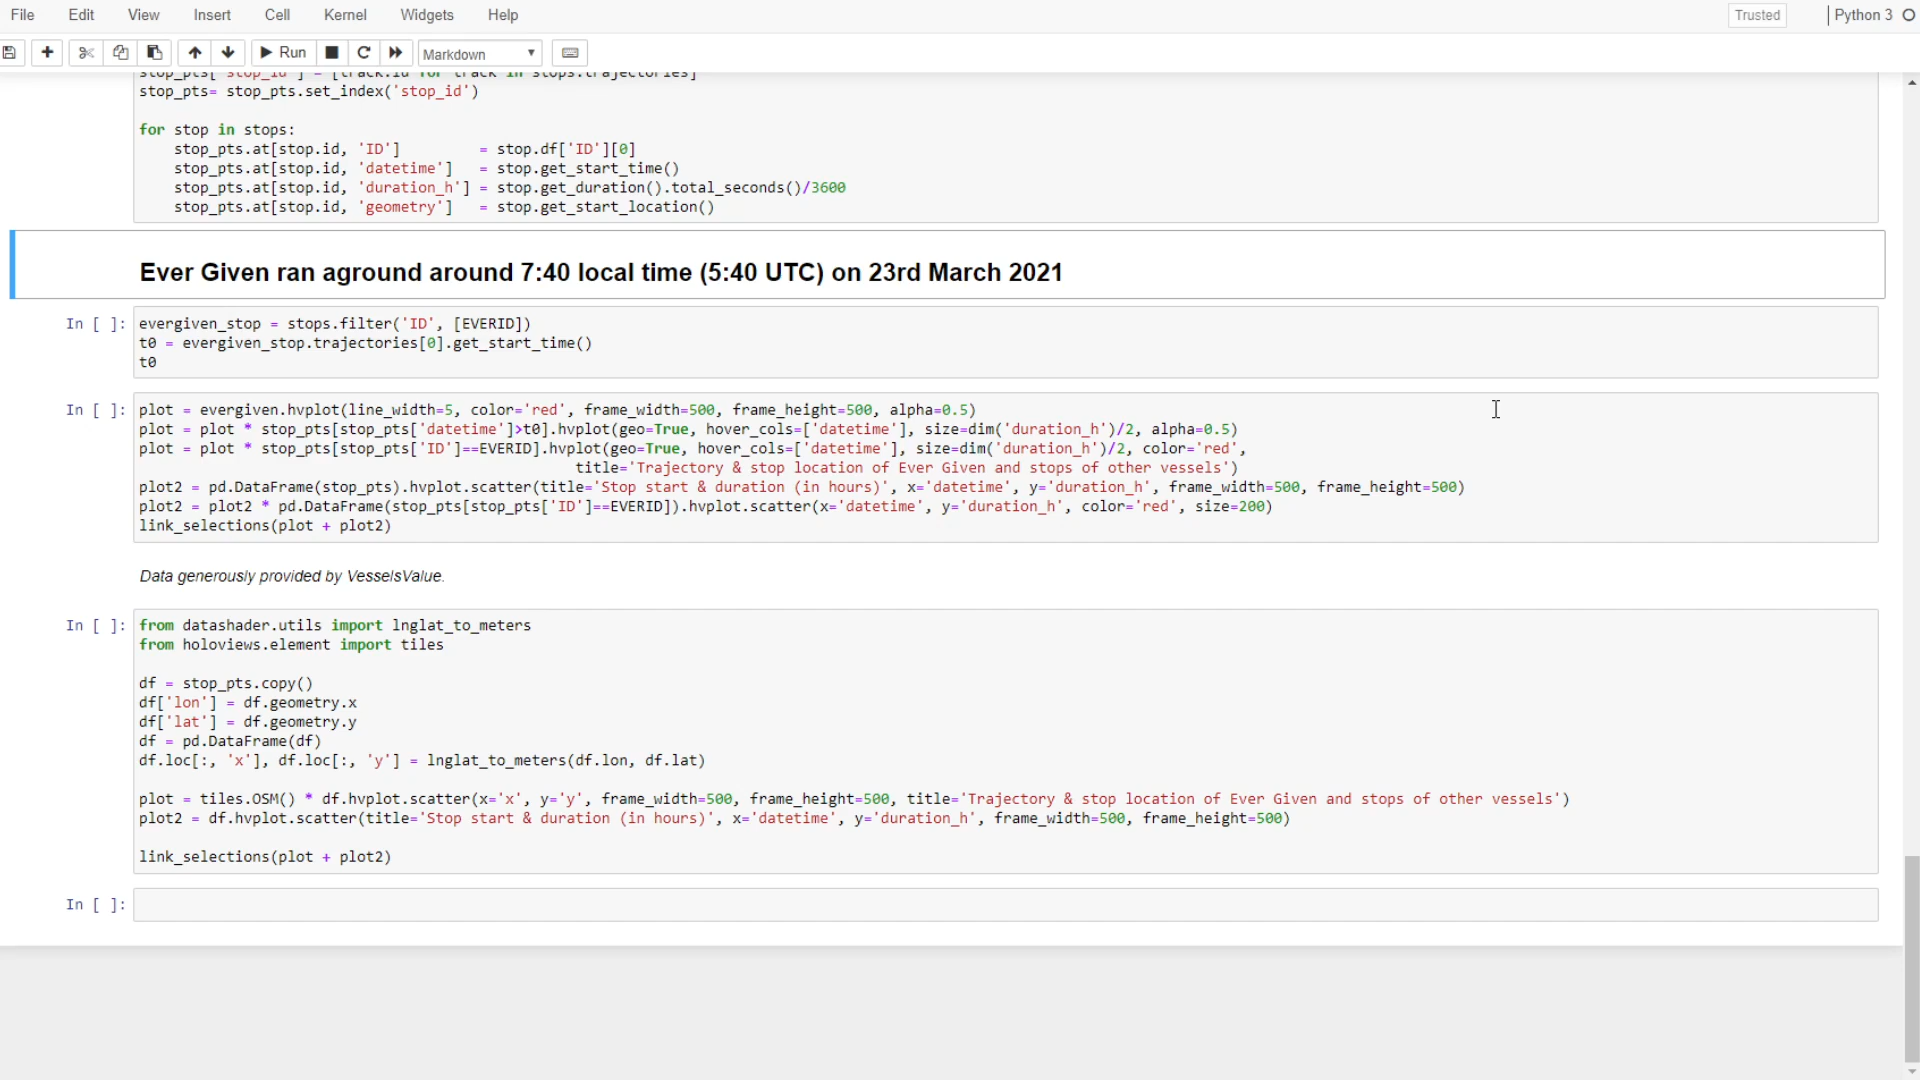 File Edit View Insert Cell Kernel Widgets Help Trusted Python 3
Run Markdown
stop_pts['stop_id'] = [track.id for track in stops.trajectories]
stop_pts= stop_pts.set_index('stop_id')
for stop in stops:
stop_pts.at[stop.id, 'ID'] = stop.df['ID'][0]
stop_pts.at[stop.id, 'datetime'] = stop.get_start_time()
stop_pts.at[stop.id, 'duration_h'] = stop.get_duration().total_seconds()/3600
stop_pts.at[stop.id, 'geometry'] = stop.get_start_location()
Ever Given ran aground around 7:40 local time (5:40 UTC) on 23rd March 2021
In [ ]: evergiven_stop = stops.filter('ID', [EVERID])
t0 = evergiven_stop.trajectories[0].get_start_time()
t0
In [ ]: plot = evergiven.hvplot(line_width=5, color='red', frame_width=500, frame_height=500, alpha=0.5)
plot = plot * stop_pts[stop_pts['datetime']>t0].hvplot(geo=True, hover_cols=['datetime'], size=dim('duration_h')/2, alpha=0.5)
plot = plot * stop_pts[stop_pts['ID']==EVERID].hvplot(geo=True, hover_cols=['datetime'], size=dim('duration_h')/2, color='red',
title='Trajectory & stop location of Ever Given and stops of other vessels')
plot2 = pd.DataFrame(stop_pts).hvplot.scatter(title='Stop start & duration (in hours)', x='datetime', y='duration_h', frame_width=500, frame_height=500)
plot2 = plot2 * pd.DataFrame(stop_pts[stop_pts['ID']==EVERID]).hvplot.scatter(x='datetime', y='duration_h', color='red', size=200)
link_selections(plot + plot2)
Data generously provided by VesselsValue.
In [ ]: from datashader.utils import lnglat_to_meters
from holoviews.element import tiles
df = stop_pts.copy()
df['lon'] = df.geometry.x
df['lat'] = df.geometry.y
df = pd.DataFrame(df)
df.loc[:, 'x'], df.loc[:, 'y'] = lnglat_to_meters(df.lon, df.lat)
plot = tiles.OSM() * df.hvplot.scatter(x='x', y='y', frame_width=500, frame_height=500, title='Trajectory & stop location of Ever Given and stops of other vessels')
plot2 = df.hvplot.scatter(title='Stop start & duration (in hours)', x='datetime', y='duration_h', frame_width=500, frame_height=500)
link_selections(plot + plot2)
In [ ]: